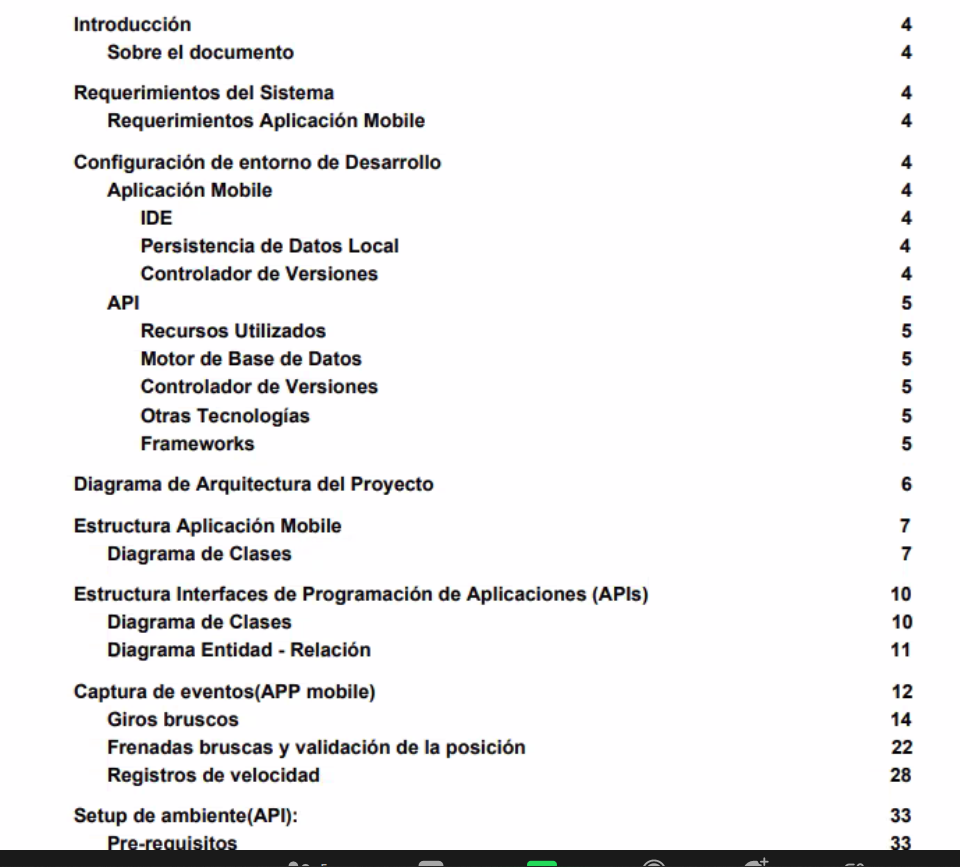 Introducción 4
Sobre el documento 4
Requerimientos del Sistema 4
Requerimientos Aplicación Mobile 4
Configuración de entorno de Desarrollo 4
Aplicación Mobile 4
IDE 4
Persistencia de Datos Local 4
Controlador de Versiones 4
API 5
Recursos Utilizados 5
Motor de Base de Datos 5
Controlador de Versiones 5
Otras Tecnologías 5
Frameworks 5
Diagrama de Arquitectura del Proyecto 6
Estructura Aplicación Mobile 7
Diagrama de Clases 7
Estructura Interfaces de Programación de Aplicaciones (APIs) 10
Diagrama de Clases 10
Diagrama Entidad - Relación 11
Captura de eventos(APP mobile) 12
Giros bruscos 14
Frenadas bruscas y validación de la posición 22
Registros de velocidad 28
Setup de ambiente(API): 33
Pre-requisitos 33